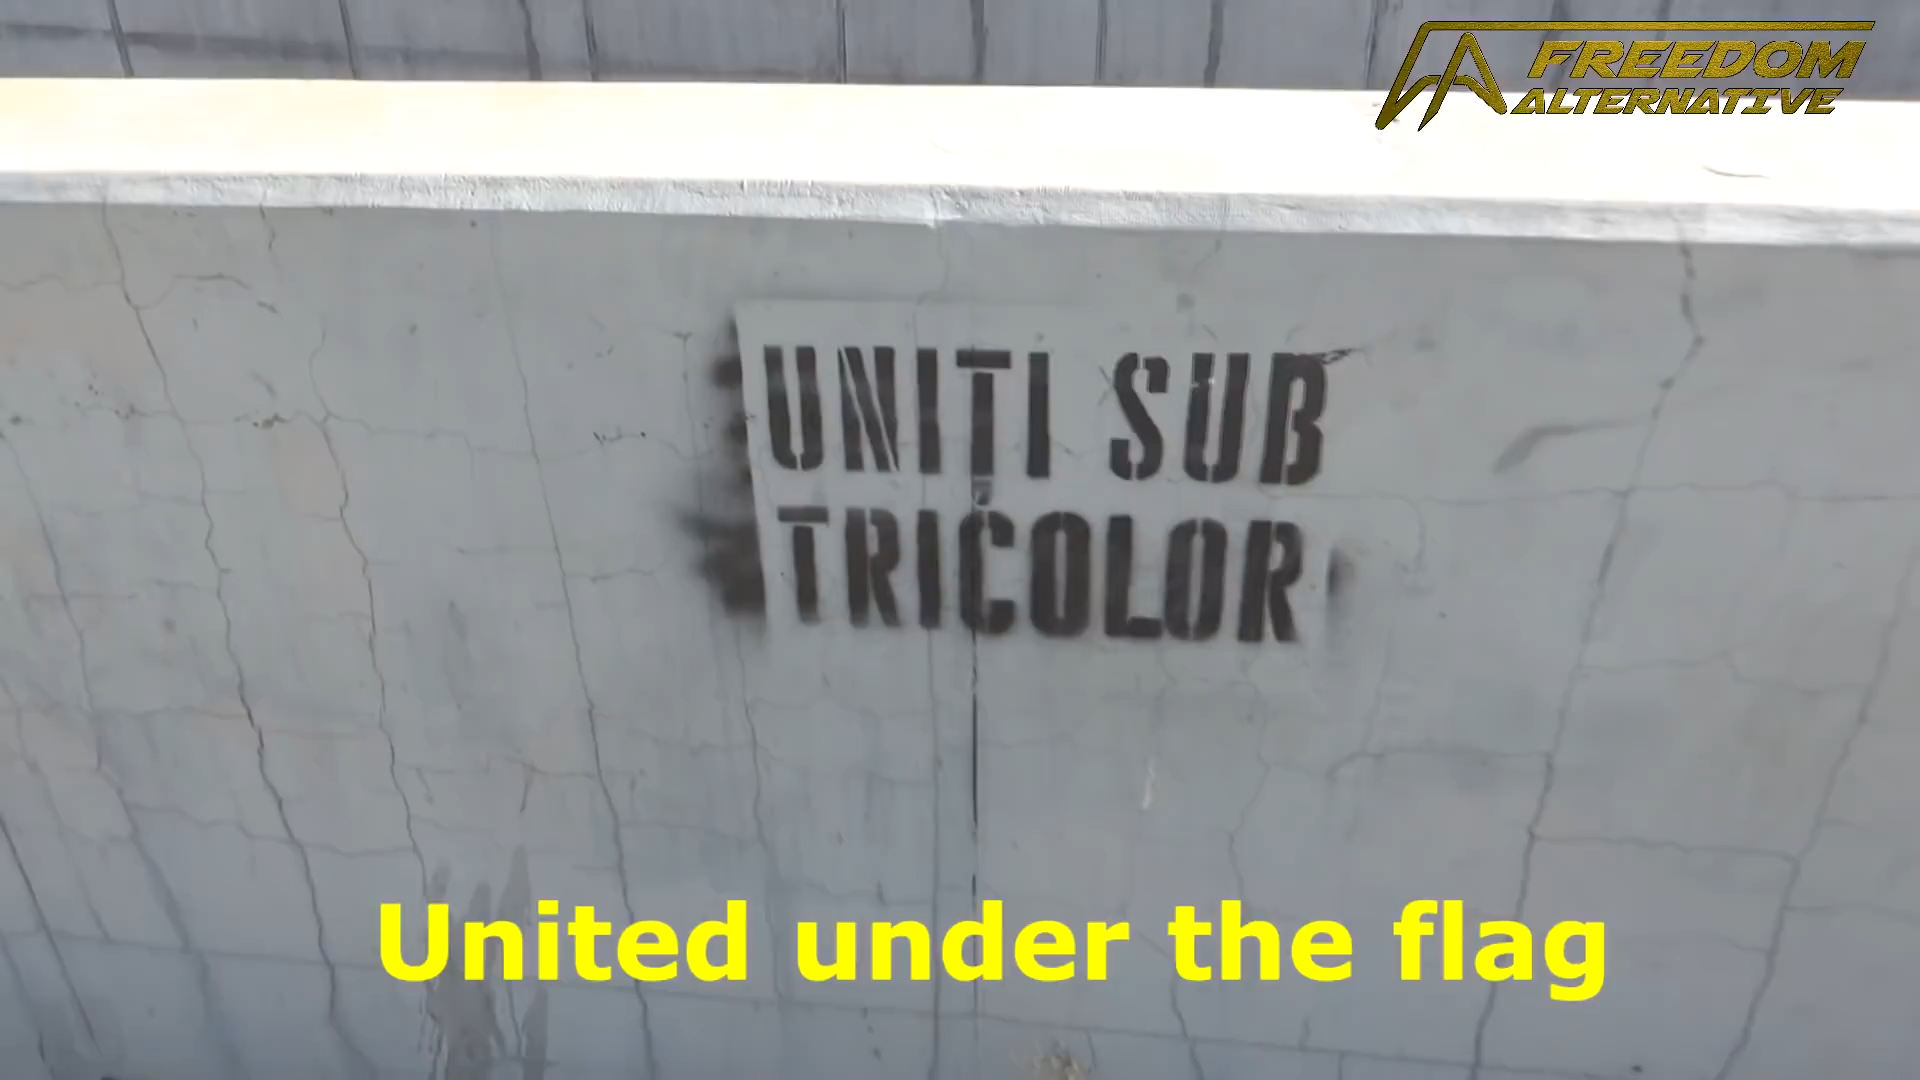 FREEDOM
ALTERNATIVE
UNIȚI SUB
TRICOLOR
United under the flag